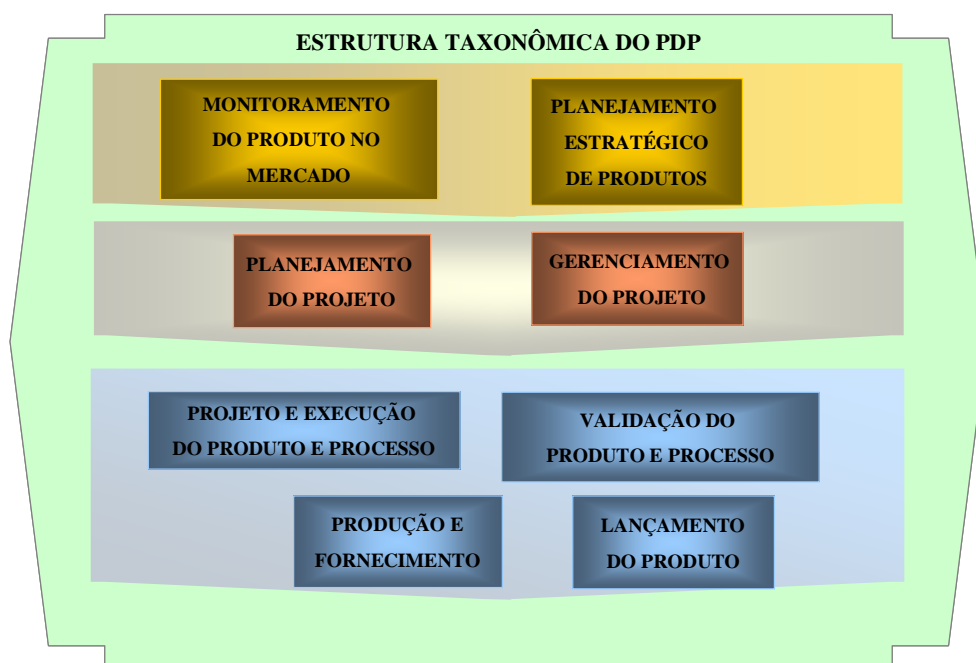 ESTRUTURA TAXONÔMICA DO PDP
MONITORAMENTO
DO PRODUTO NO
MERCADO
PLANEJAMENTO
ESTRATÉGICO
DE PRODUTOS
PLANEJAMENTO
DO PROJETO
GERENCIAMENTO
DO PROJETO
PROJETO E EXECUÇÃO
DO PRODUTO E PROCESSO
VALIDAÇÃO DO
PRODUTO E PROCESSO
PRODUÇÃO E
FORNECIMENTO
LANÇAMENTO
DO PRODUTO